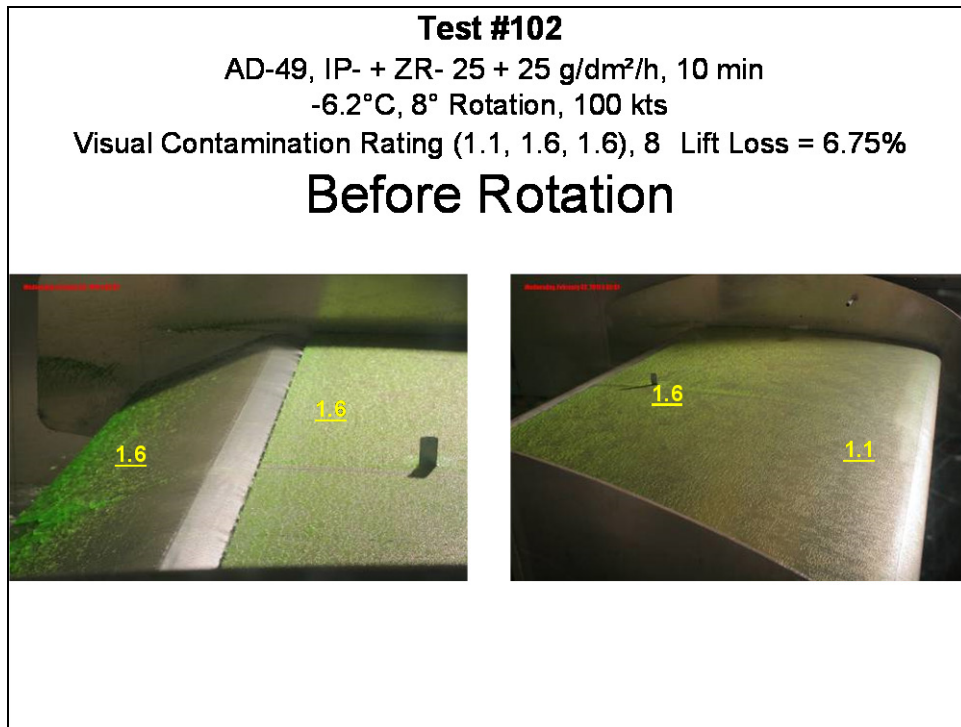 Test #102
AD-49, IP- + ZR- 25 + 25 g/dm²/h, 10 min
-6.2°C, 8° Rotation, 100 kts
Visual Contamination Rating (1.1, 1.6, 1.6), 8 Lift Loss = 6.75%
Before Rotation
1.6
1.6
1.6
1.1